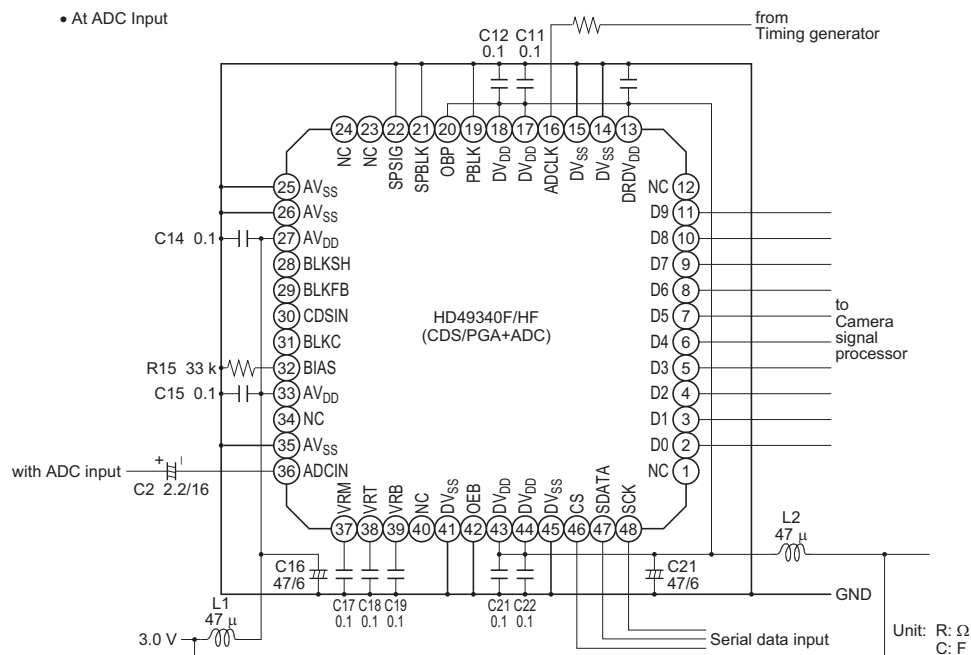 • At ADC Input
from
Timing generator
C12
0.1
C11
0.1
24
23
22
21
20
19
18
17
16
15
14
13
NC
NC
SPSIG
SPBLK
OBP
PBLK
DVDD
DVDD
ADCLK
DVSS
DVSS
DRDVDD
25 AVSS
26 AVSS
C14 0.1
27 AVDD
28 BLKSH
29 BLKFB
30 CDSIN
31 BLKC
R15 33 k
32 BIAS
C15 0.1
33 AVDD
34 NC
35 AVSS
with ADC input
+
C2 2.2/16
36 ADCIN
HD49340F/HF
(CDS/PGA+ADC)
NC 12
D9 11
D8 10
D7 9
D6 8
D5 7
D4 6
D3 5
D2 4
D1 3
D0 2
NC 1
to
Camera
signal
processor
VRM
VRT
VRB
NC
DVSS
OEB
DVDD
DVDD
DVSS
CS
SDATA
SCK
37
38
39
40
41
42
43
44
45
46
47
48
L2
47 μ
C16
47/6
C17
0.1
C18
0.1
C19
0.1
C21
0.1
C22
0.1
C21
47/6
GND
L1
47 μ
3.0 V
Serial data input
Unit: R: Ω
C: F